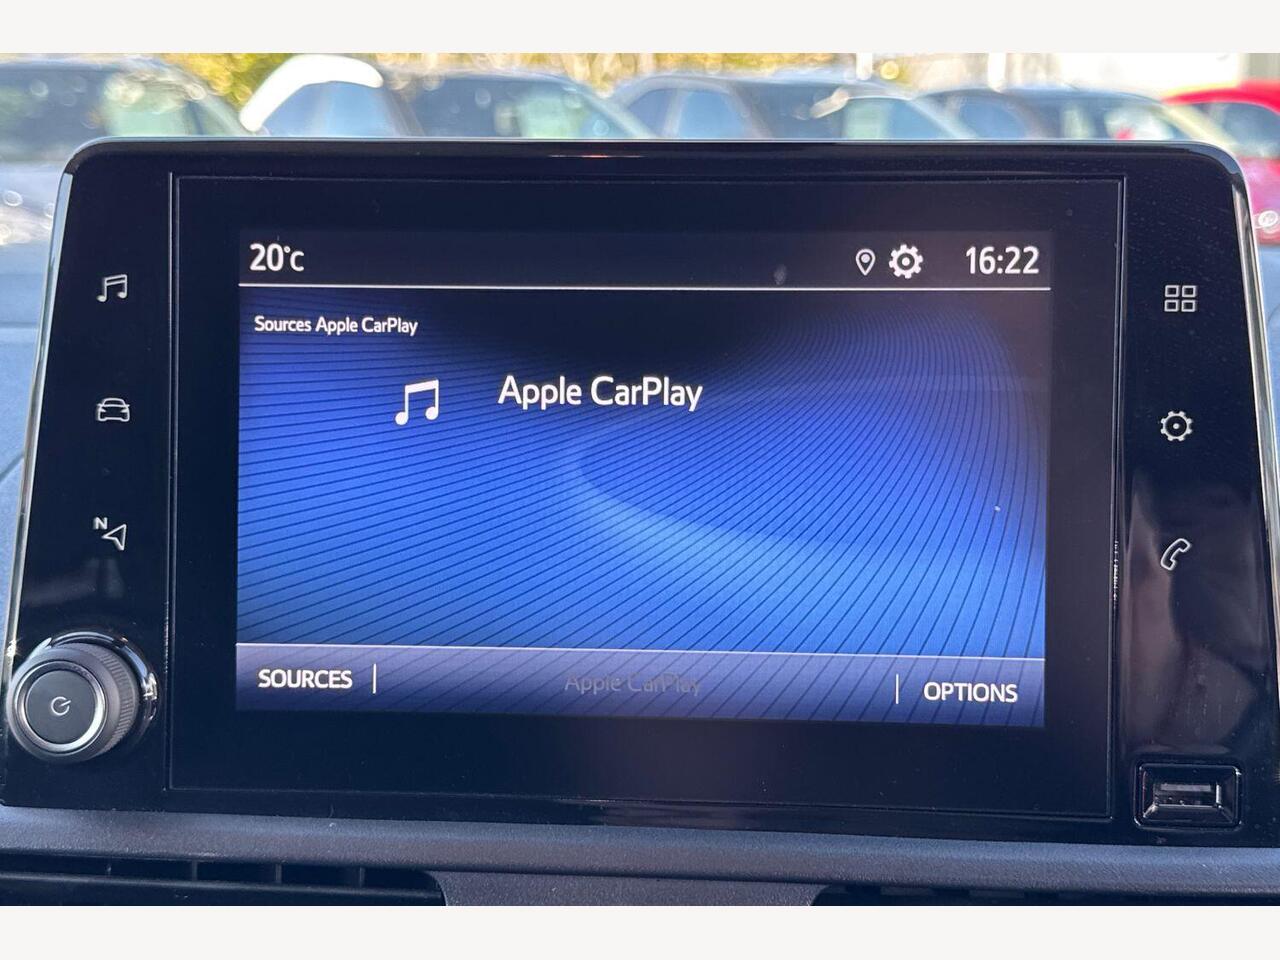 20°C
16:22
Sources Apple CarPlay
Apple CarPlay
N
SOURCES
Apple CarPlay
OPTIONS